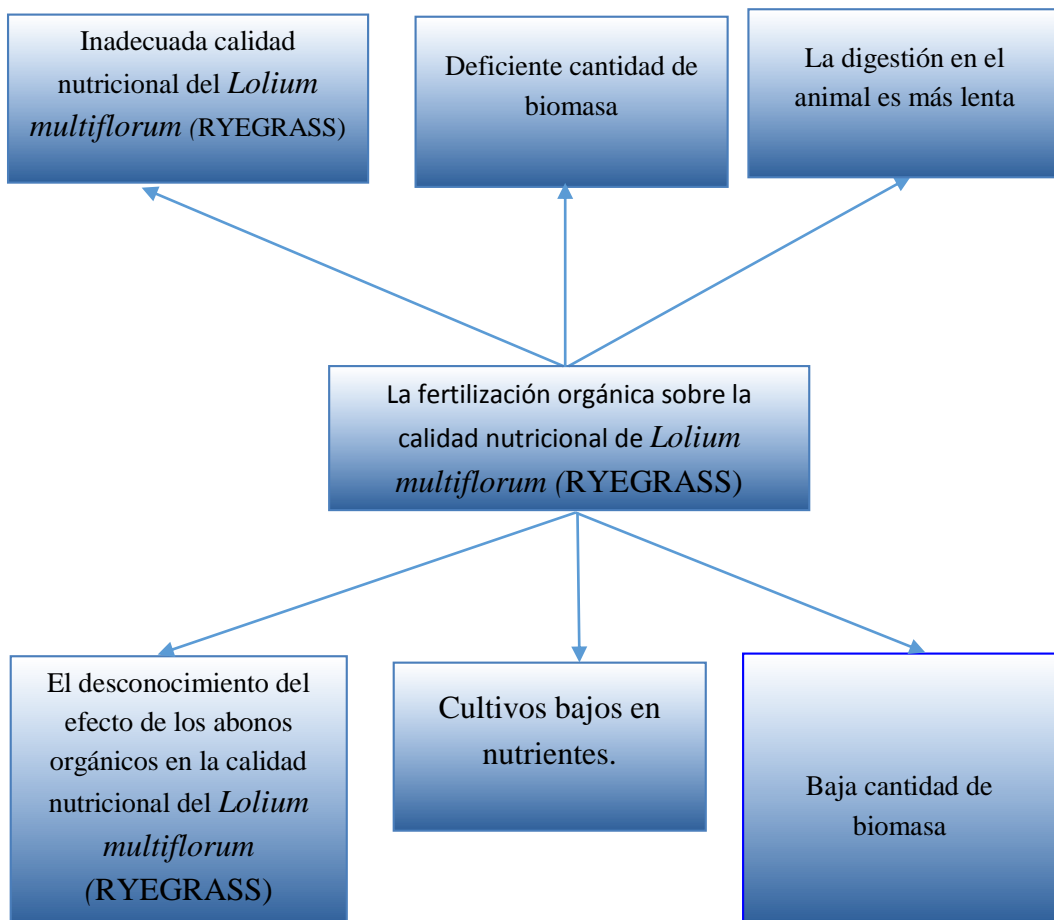 Inadecuada calidad
nutricional del Lolium
multiflorum (RYEGRASS)
Deficiente cantidad de
biomasa
La digestión en el
animal es más lenta
La fertilización orgánica sobre la
calidad nutricional de Lolium
multiflorum (RYEGRASS)
El desconocimiento del
efecto de los abonos
orgánicos en la calidad
nutricional del Lolium
multiflorum
(RYEGRASS)
Cultivos bajos en
nutrientes.
Baja cantidad de
biomasa